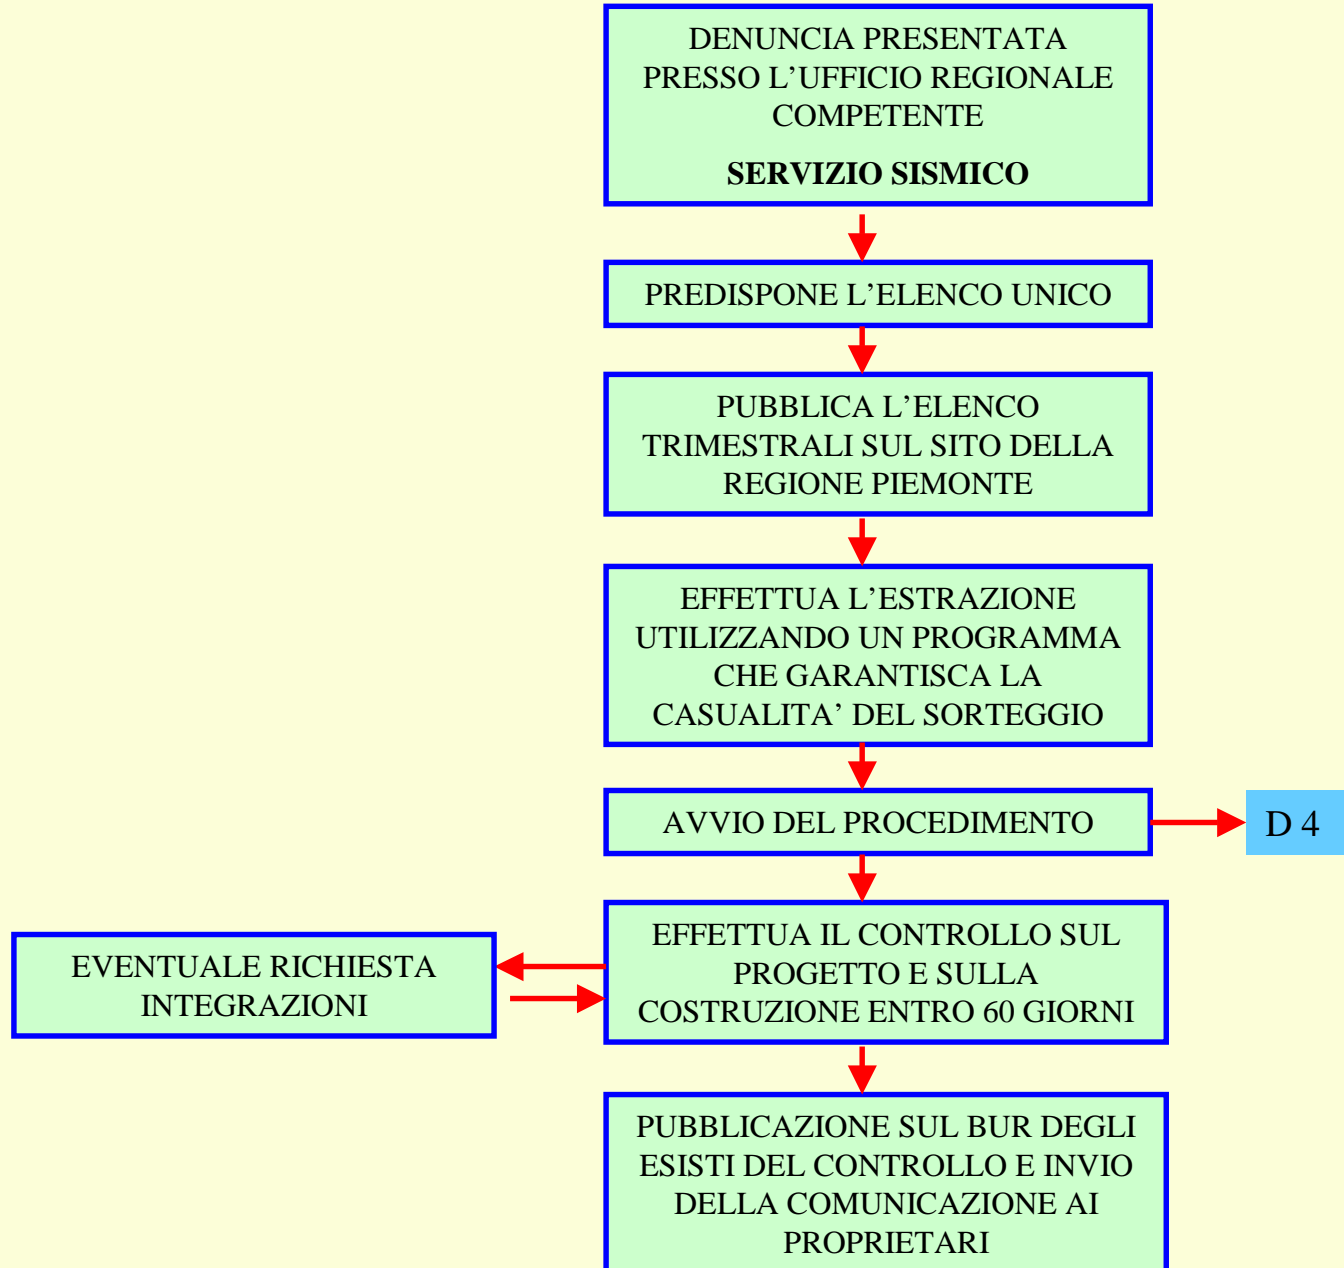 DENUNCIA PRESENTATA
PRESSO L’UFFICIO REGIONALE
COMPETENTE
SERVIZIO SISMICO
PREDISPONE L’ELENCO UNICO
PUBBLICA L’ELENCO
TRIMESTRALI SUL SITO DELLA
REGIONE PIEMONTE
EFFETTUA L’ESTRAZIONE
UTILIZZANDO UN PROGRAMMA
CHE GARANTISCA LA
CASUALITA’ DEL SORTEGGIO
AVVIO DEL PROCEDIMENTO
D 4
EFFETTUA IL CONTROLLO SUL
PROGETTO E SULLA
COSTRUZIONE ENTRO 60 GIORNI
EVENTUALE RICHIESTA
INTEGRAZIONI
PUBBLICAZIONE SUL BUR DEGLI
ESISTI DEL CONTROLLO E INVIO
DELLA COMUNICAZIONE AI
PROPRIETARI